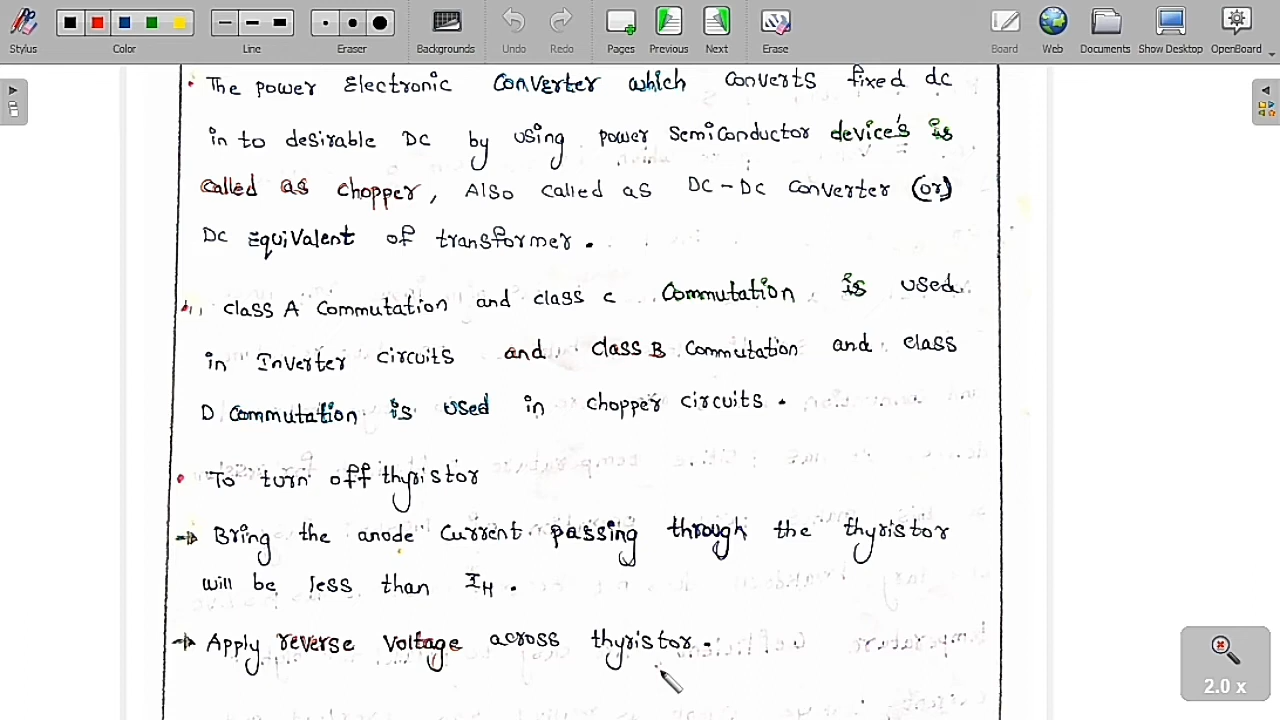 Stylus
Color
Line
Eraser
Backgrounds
Undo
Redo
Pages
Previous
Next
Erase
Board
Web
Documents
Show Desktop
OpenBoard
The power Electronic Converter which converts fixed dc
in to desirable DC by using power semiconductor device's is
called as chopper, Also called as DC-DC converter (or)
DC Equivalent of transformer.
class A Commutation and class c Commutation is used
in Inverter circuits and class B Commutation and class
D Commutation is used in chopper circuits.
To turn off thyristor
→ Bring the anode current passing through the thyristor
will be less than IH.
→ Apply reverse voltage across thyristor.
2.0 x